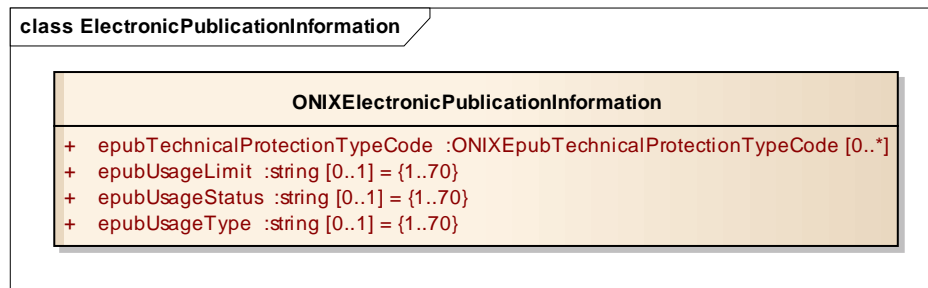 class ElectronicPublicationInformation
ONIXElectronicPublicationInformation
+ epubTechnicalProtectionTypeCode :ONIXEpubTechnicalProtectionTypeCode [0..*]
+ epubUsageLimit :string [0..1] = {1..70}
+ epubUsageStatus :string [0..1] = {1..70}
+ epubUsageType :string [0..1] = {1..70}